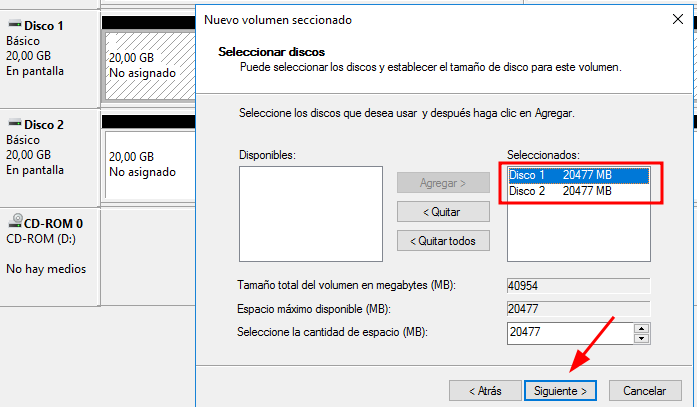 Disco 1
Básico
20,00 GB
En pantalla
20,00 GB
No asignado
Disco 2
Básico
20,00 GB
En pantalla
20,00 GB
No asignado
CD-ROM 0
CD-ROM (D:)
No hay medios
Nuevo volumen seccionado
Seleccionar discos
Puede seleccionar los discos y establecer el tamaño de disco para este volumen.
Seleccione los discos que desea usar y después haga clic en Agregar.
Disponibles:
Seleccionados:
Agregar >
< Quitar
< Quitar todos
Disco 1 20477 MB
Disco 2 20477 MB
Tamaño total del volumen en megabytes (MB):
40954
Espacio máximo disponible (MB):
20477
Seleccione la cantidad de espacio (MB):
20477
< Atrás
Siguiente >
Cancelar